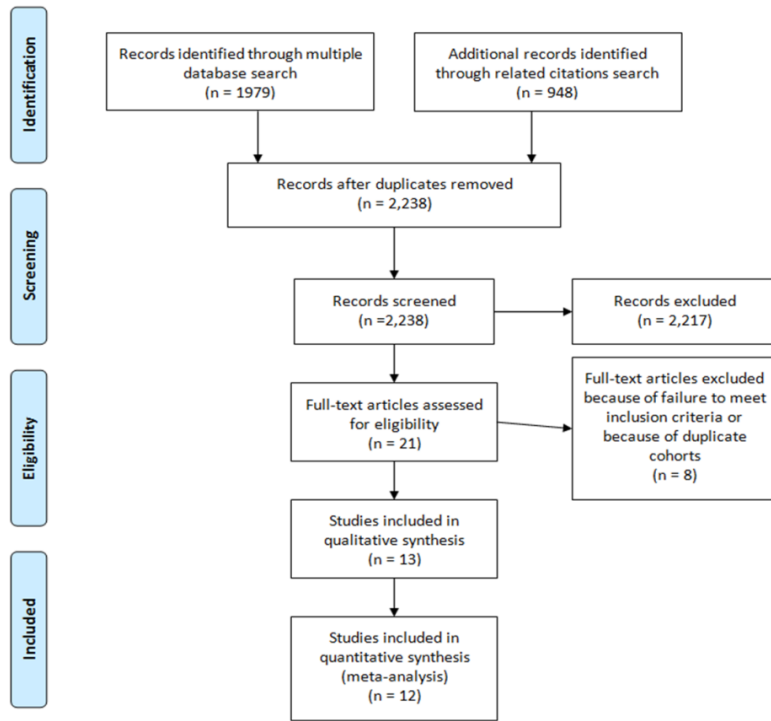 Identification
Records identified through multiple
database search
(n = 1979)
Additional records identified
through related citations search
(n = 948)
Records after duplicates removed
(n = 2,238)
Screening
Records screened
(n =2,238)
Records excluded
(n = 2,217)
Eligibility
Full-text articles assessed
for eligibility
(n = 21)
Full-text articles excluded
because of failure to meet
inclusion criteria or
because of duplicate
cohorts
(n = 8)
Studies included in
qualitative synthesis
(n = 13)
Included
Studies included in
quantitative synthesis
(meta-analysis)
(n = 12)